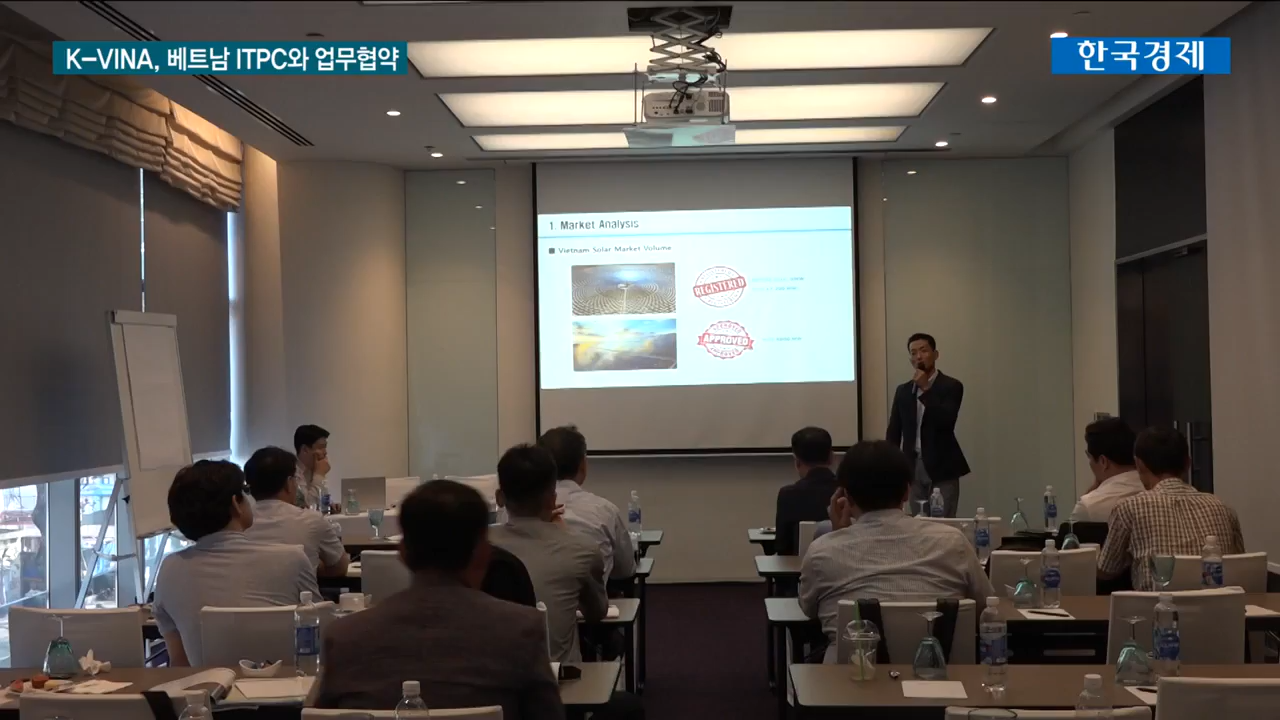 K-VINA, 베트남 ITPC와 업무협약
한국경제
1. Market Analysis
■ Vietnam Solar Market Volume
REGISTERED
APPROVED